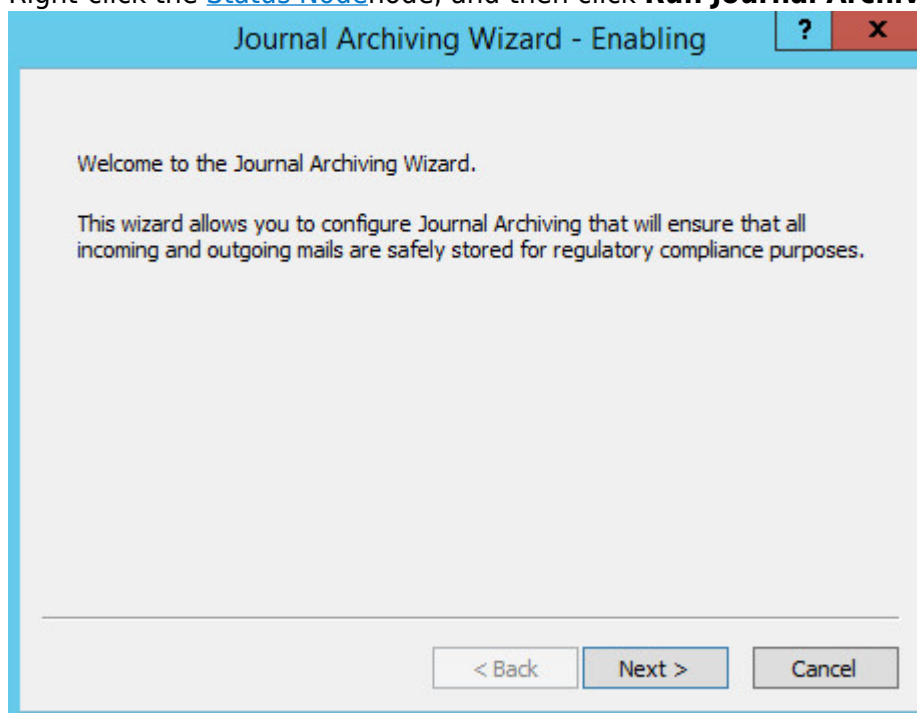 Right-click the Status Nodenode, and then click Run Journal Archiv
Journal Archiving Wizard - Enabling
? x
Welcome to the Journal Archiving Wizard.
This wizard allows you to configure Journal Archiving that will ensure that all
incoming and outgoing mails are safely stored for regulatory compliance purposes.
< Back Next > Cancel